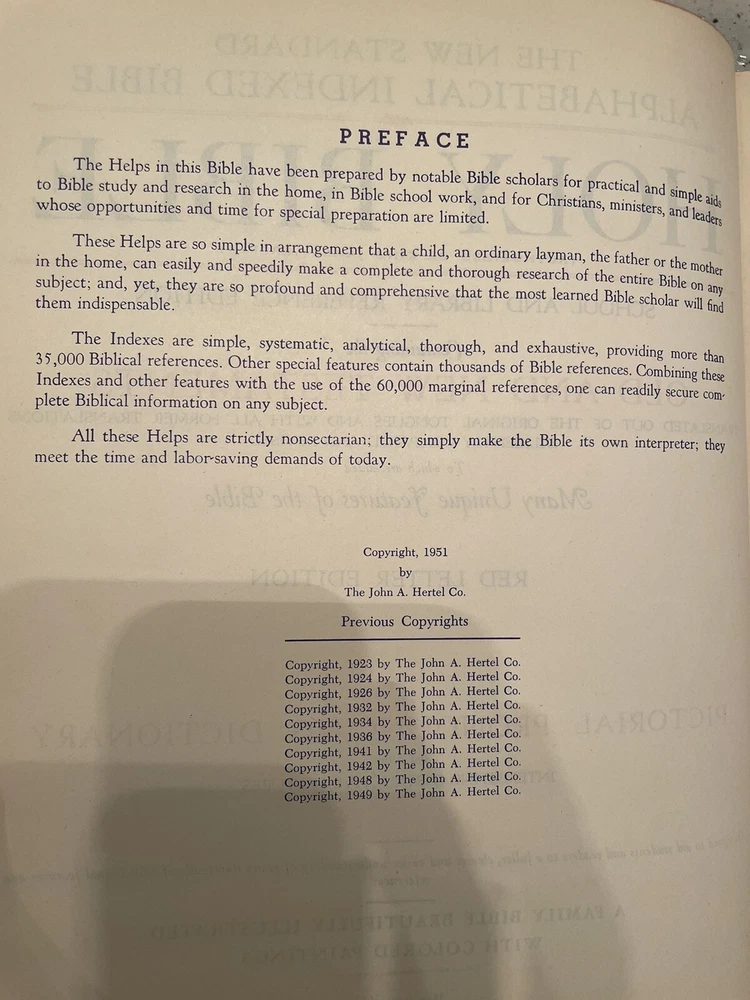 PREFACE
The Helps in this Bible have been prepared by notable Bible scholars for practical and simple aids
to Bible study and research in the home, in Bible school work, and for Christians, ministers, and leaders
whose opportunities and time for special preparation are limited.
These Helps are so simple in arrangement that a child, an ordinary layman, the father or the mother
in the home, can easily and speedily make a complete and thorough research of the entire Bible on any
subject; and, yet, they are so profound and comprehensive that the most learned Bible scholar will find
them indispensable.
The Indexes are simple, systematic, analytical, thorough, and exhaustive, providing more than
35,000 Biblical references. Other special features contain thousands of Bible references. Combining these
Indexes and other features with the use of the 60,000 marginal references, one can readily secure com-
plete Biblical information on any subject.
All these Helps are strictly nonsectarian; they simply make the Bible its own interpreter; they
meet the time and labor-saving demands of today.
Copyright, 1951
by
The John A. Hertel Co.
Previous Copyrights
Copyright, 1923 by The John A. Hertel Co.
Copyright, 1924 by The John A. Hertel Co.
Copyright, 1926 by The John A. Hertel Co.
Copyright, 1932 by The John A. Hertel Co.
Copyright, 1934 by The John A. Hertel Co.
Copyright, 1936 by The John A. Hertel Co.
Copyright, 1941 by The John A. Hertel Co.
Copyright, 1942 by The John A. Hertel Co.
Copyright, 1948 by The John A. Hertel Co.
Copyright, 1949 by The John A. Hertel Co.